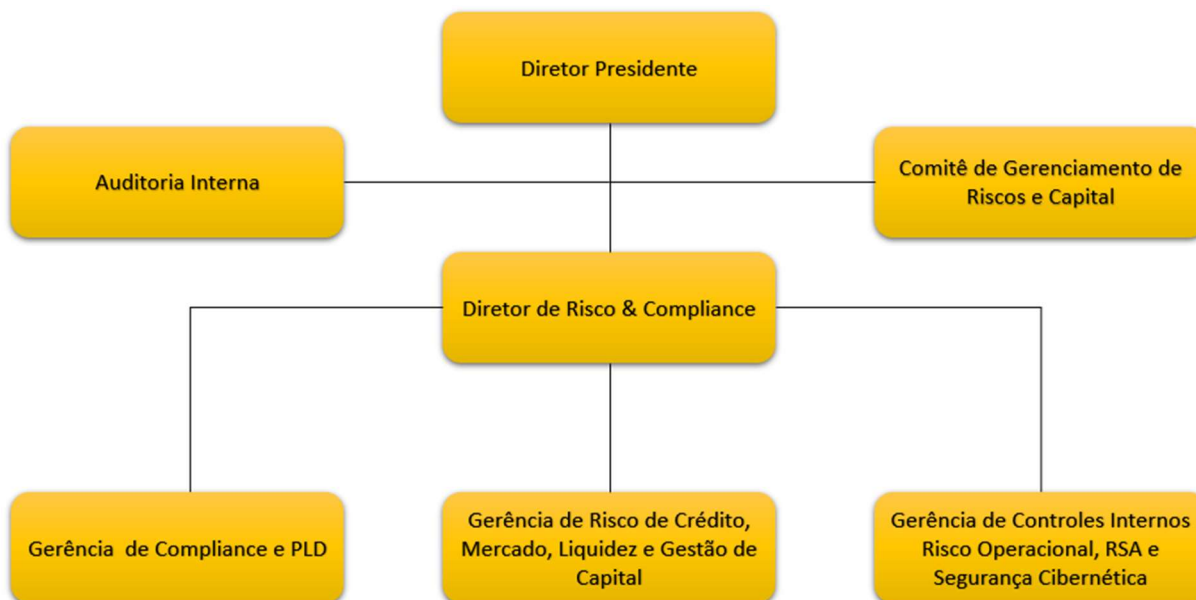 Diretor Presidente
Auditoria Interna
Comitê de Gerenciamento de
Riscos e Capital
Diretor de Risco & Compliance
Gerência de Compliance e PLD
Gerência de Risco de Crédito,
Mercado, Liquidez e Gestão de
Capital
Gerência de Controles Internos
Risco Operacional, RSA e
Segurança Cibernética